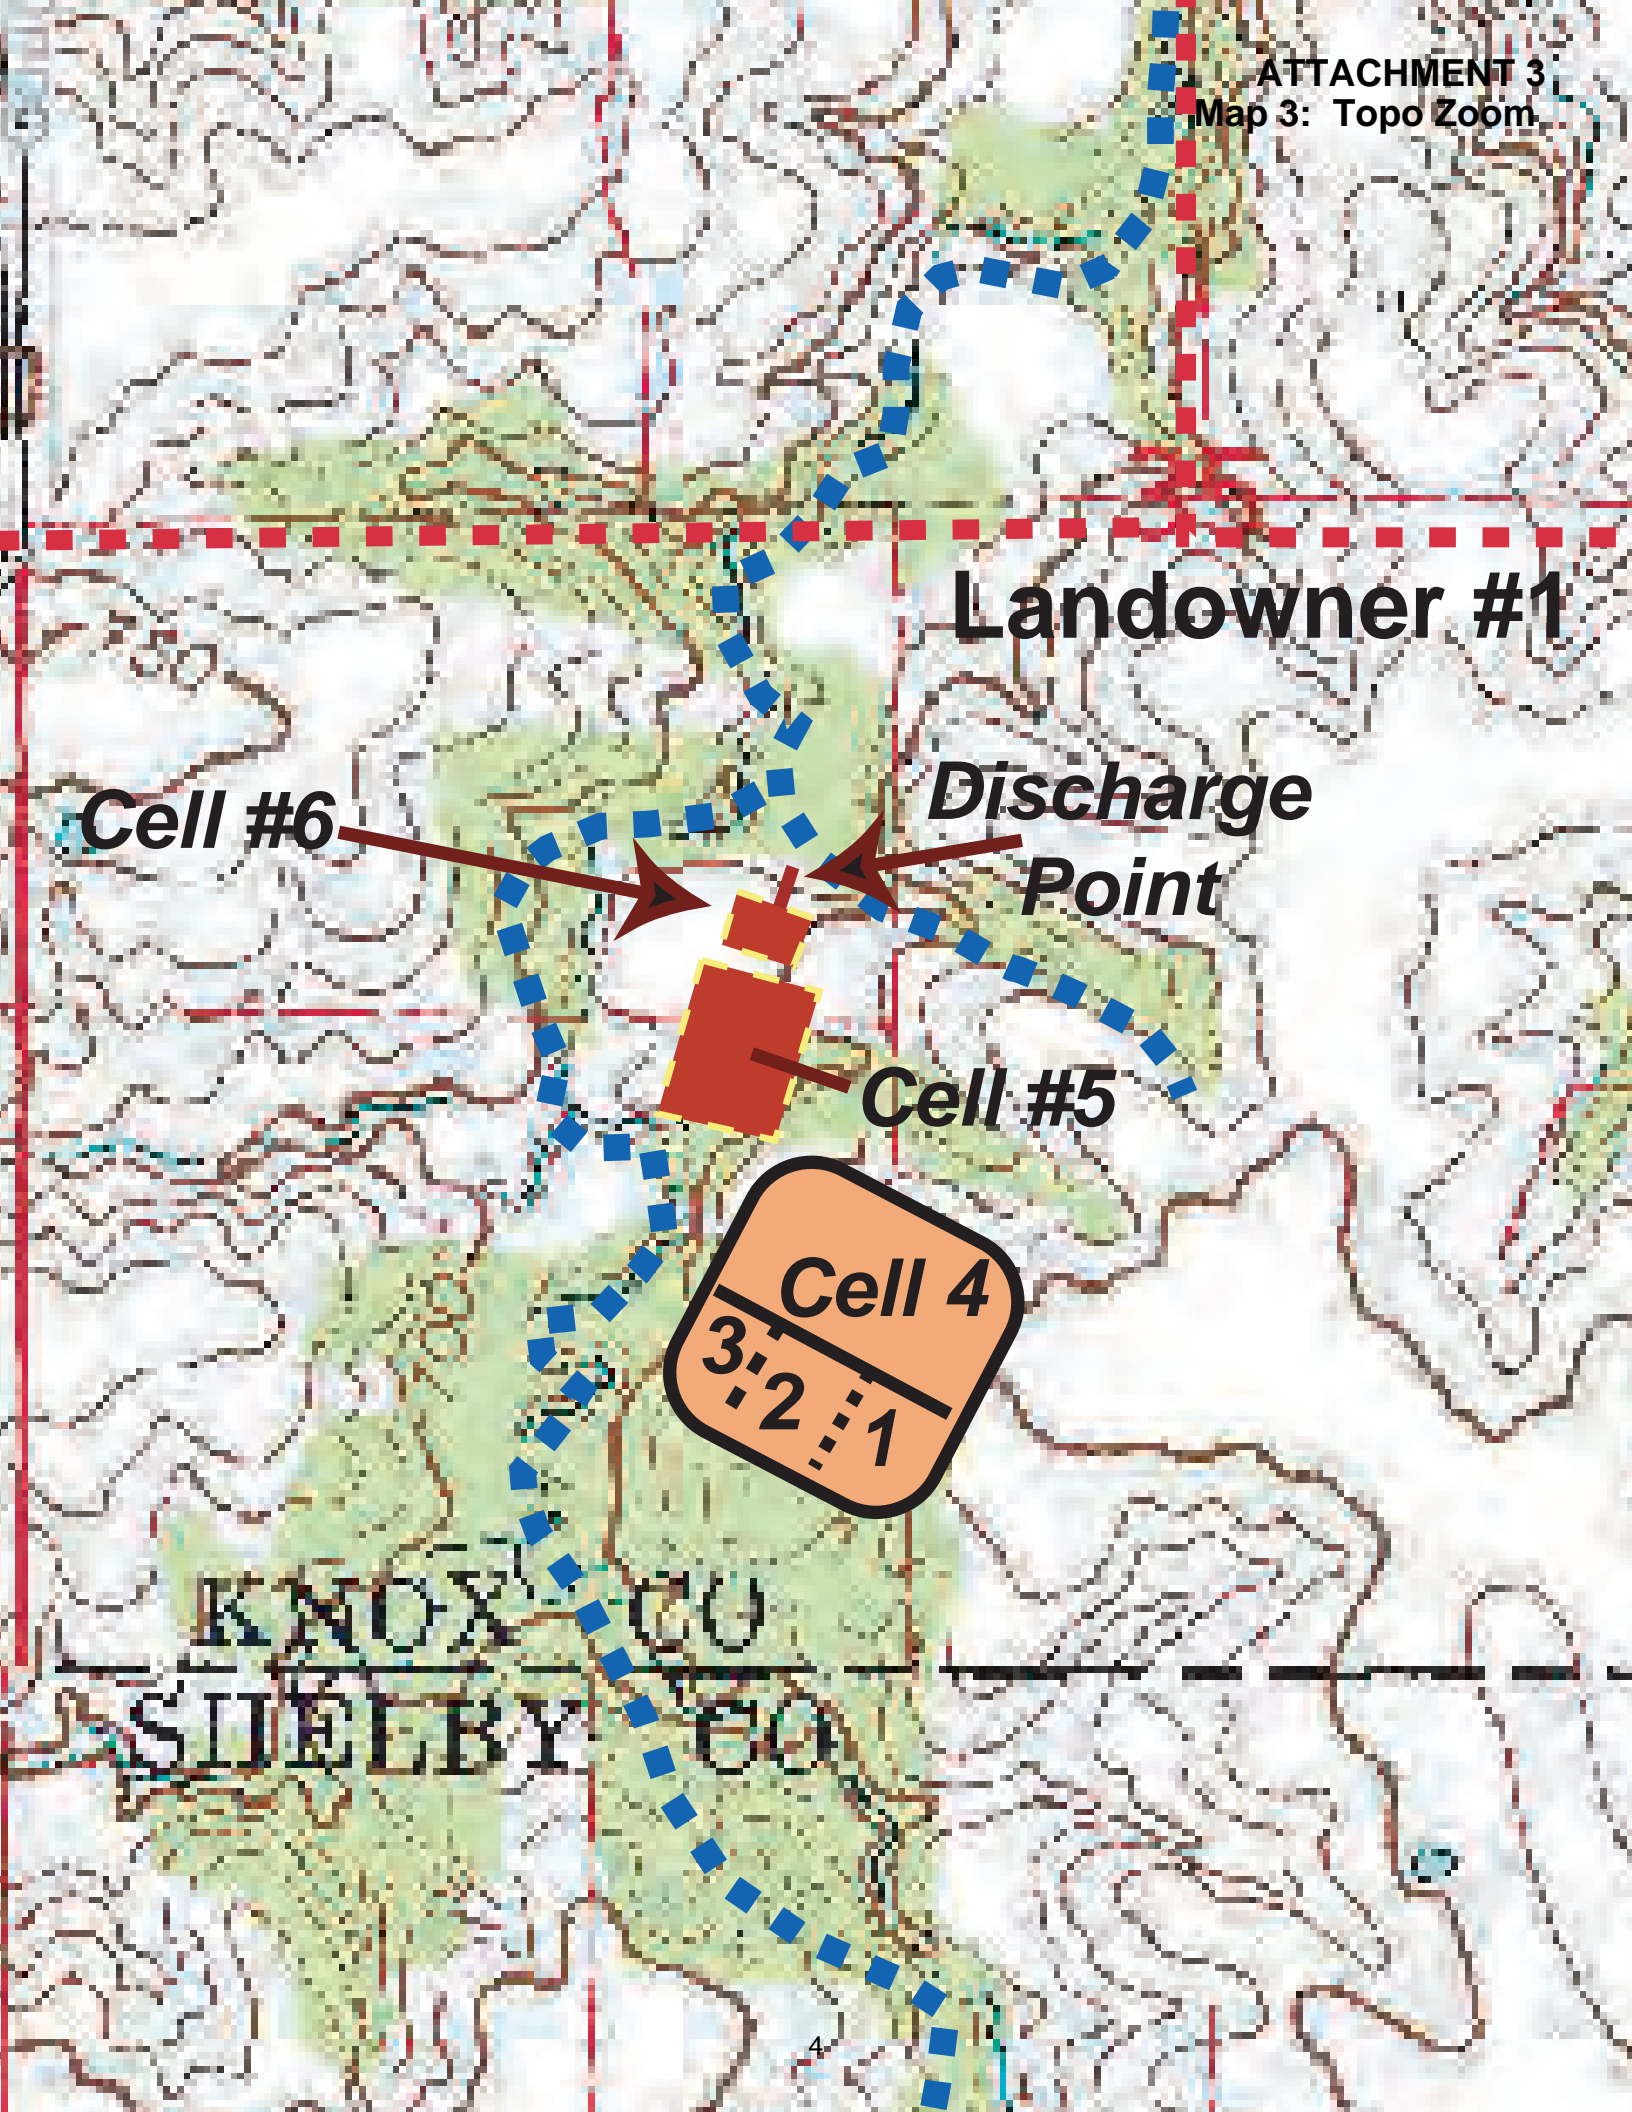 ATTACHMENT 3
Map 3: Topo Zoom
Landowner #1
Discharge
Point
Cell #6
Cell #5
Cell 4
3
2
1
KNOX CO
SHELBY CO
4